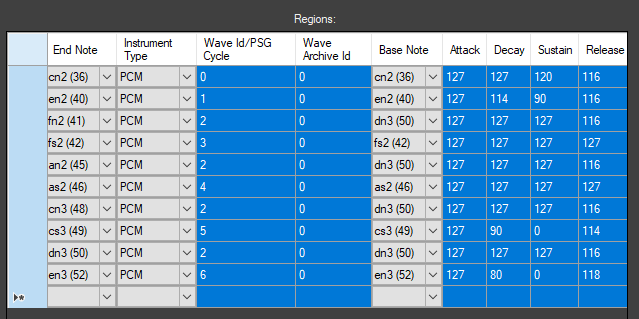 Regions:
End Note Instrument Type Wave Id/PSG Cycle Wave Archive Id Base Note Attack Decay Sustain Release
cn2 (36) PCM 0 0 cn2 (36) 127 127 120 116
en2 (40) PCM 1 0 en2 (40) 127 114 90 116
fn2 (41) PCM 2 0 dn3 (50) 127 127 127 116
fs2 (42) PCM 3 0 fs2 (42) 127 127 127 127
an2 (45) PCM 2 0 dn3 (50) 127 127 127 116
as2 (46) PCM 4 0 as2 (46) 127 127 127 127
cn3 (48) PCM 2 0 dn3 (50) 127 127 127 116
cs3 (49) PCM 5 0 cs3 (49) 127 90 0 114
dn3 (50) PCM 2 0 dn3 (50) 127 127 127 116
en3 (52) PCM 6 0 en3 (52) 127 80 0 118